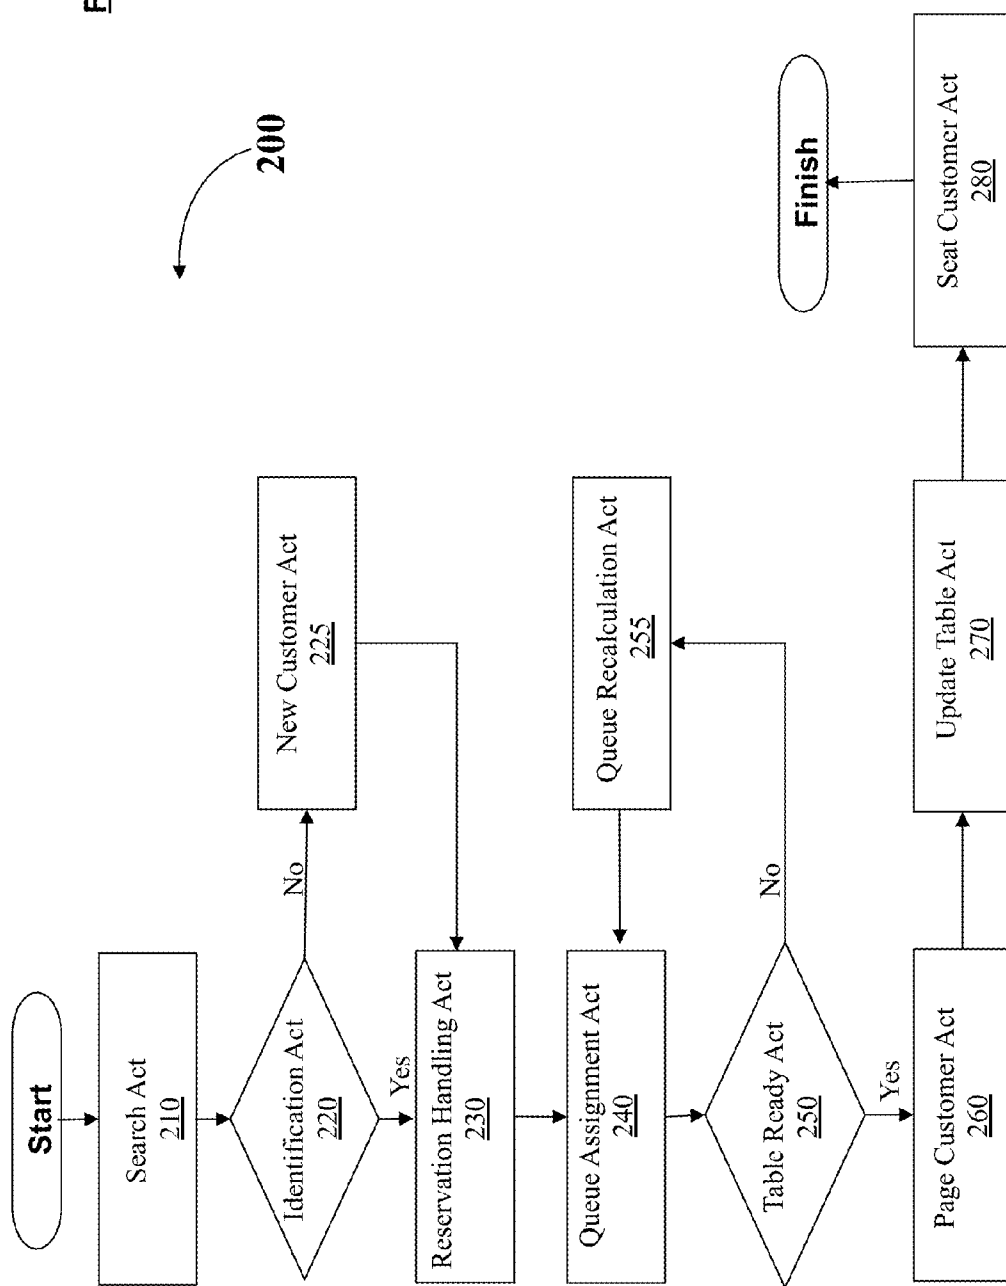 200
Start
Search Act
210
Identification Act
220
No
New Customer Act
225
Yes
Reservation Handling Act
230
Queue Assignment Act
240
Queue Recalculation Act
255
Table Ready Act
250
No
Yes
Page Customer Act
260
Update Table Act
270
Seat Customer Act
280
Finish